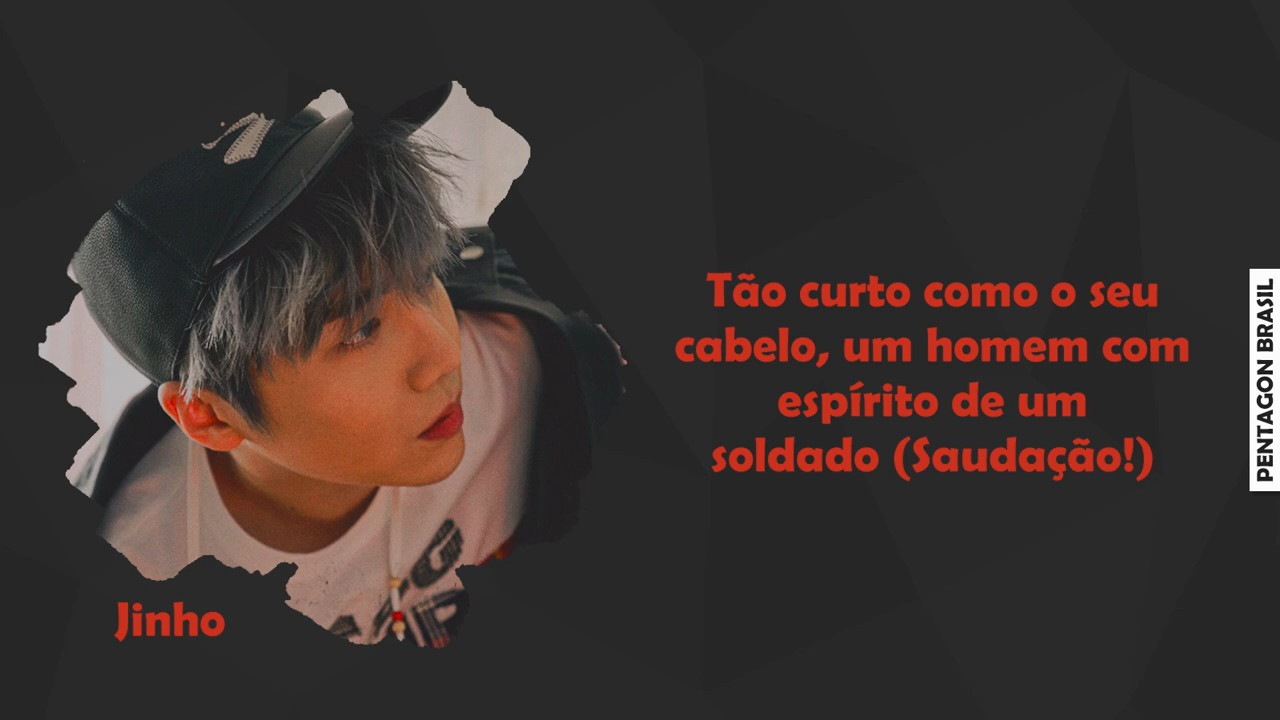 Tão curto como o seu
cabelo, um homem com
espírito de um
soldado (Saudação!)
Jinho
PENTAGON BRASIL